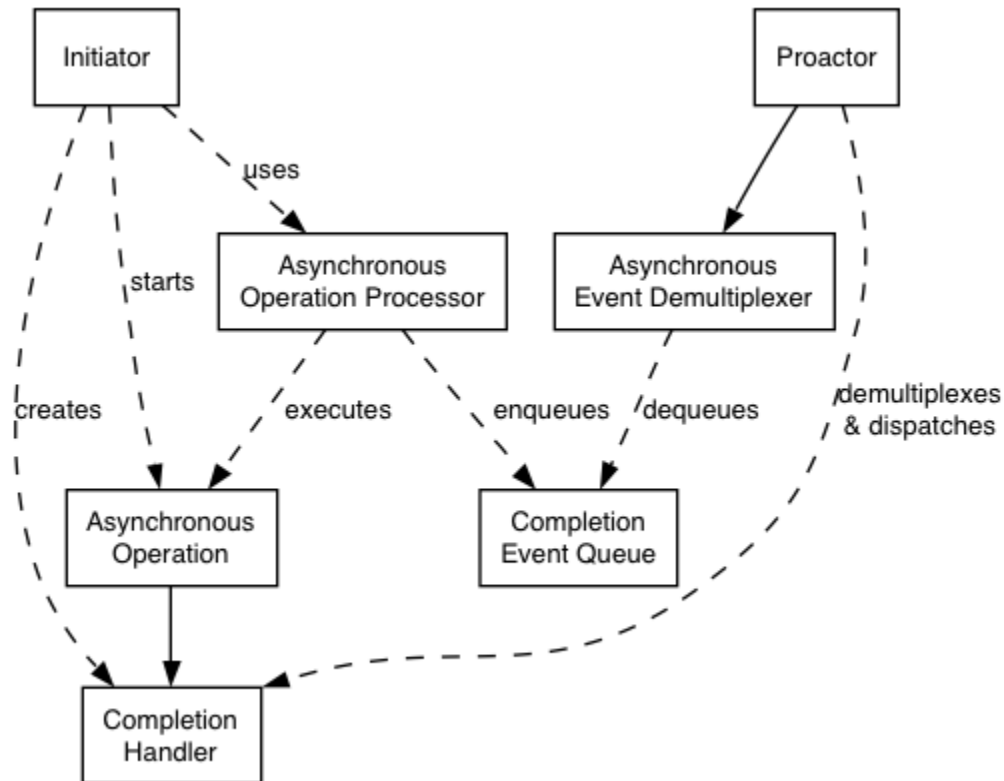 Initiator
Proactor
uses
Asynchronous
Operation Processor
Asynchronous
Event Demultiplexer
starts
creates
executes
enqueues
dequeues
demultiplexes
& dispatches
Asynchronous
Operation
Completion
Event Queue
Completion
Handler